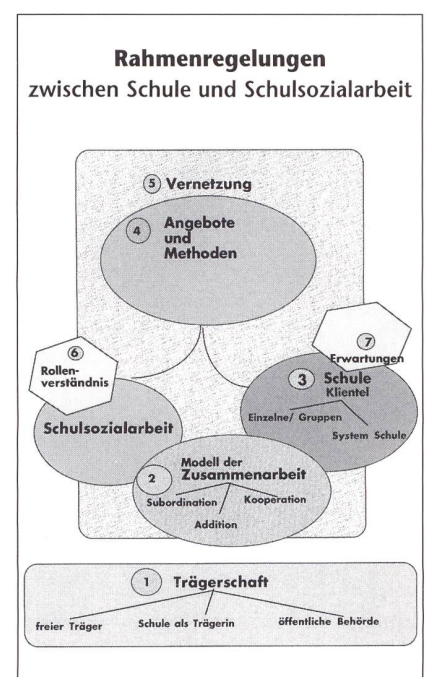 Rahmenregelungen
zwischen Schule und Schulsozialarbeit
5 Vernetzung
4 Angebote
und
Methoden
6
Rollen-
verständnis
Schulsozialarbeit
7
Erwartungen
3 Schule
Klientel
Einzelne/ Gruppen
System Schule
Modell der
2 Zusammenarbeit
Subordination
Kooperation
Addition
1 Trägerschaft
freier Träger
Schule als Trägerin
öffentliche Behörde